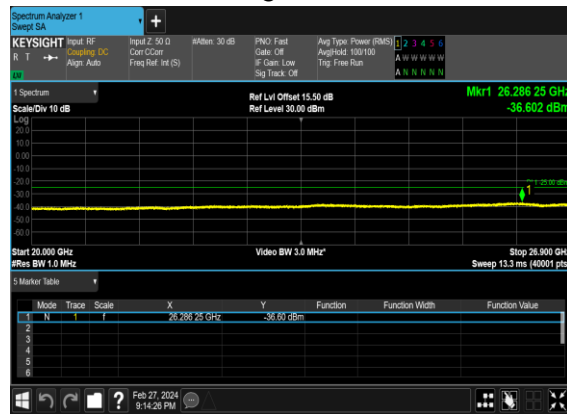 Spectrum Analyzer 1
Swept SA
KEYSIGHT Input: RF Input Z: 50 Ω #Atten: 30 dB PNO: Fast Avg Type: Power (RMS) 1 2 3 4 5 6
R T Coupling: DC Corr CCorr Gate: Off Avg|Hold: 100/100 A W W W W W
Align: Auto Freq Ref: Int (S) IF Gain: Low Trig: Free Run
Sig Track: Off A N N N N N
1 Spectrum
Ref Lvl Offset 15.50 dB Mkr1 26.286 25 GHz
Scale/Div 10 dB Ref Level 30.00 dBm -36.602 dBm
Log
20.0
10.0
0.00
-10.0
-20.0
-25.00 dBm
-30.0
1
-40.0
-50.0
-60.0
Start 20.000 GHz Video BW 3.0 MHz* Stop 26.900 GHz
#Res BW 1.0 MHz Sweep 13.3 ms (40001 pts
5 Marker Table
Mode Trace Scale X Y Function Function Width Function Value
1 N 1 f 26.286 25 GHz -36.60 dBm
2
3
4
5
6
Feb 27, 2024
9:14:26 PM